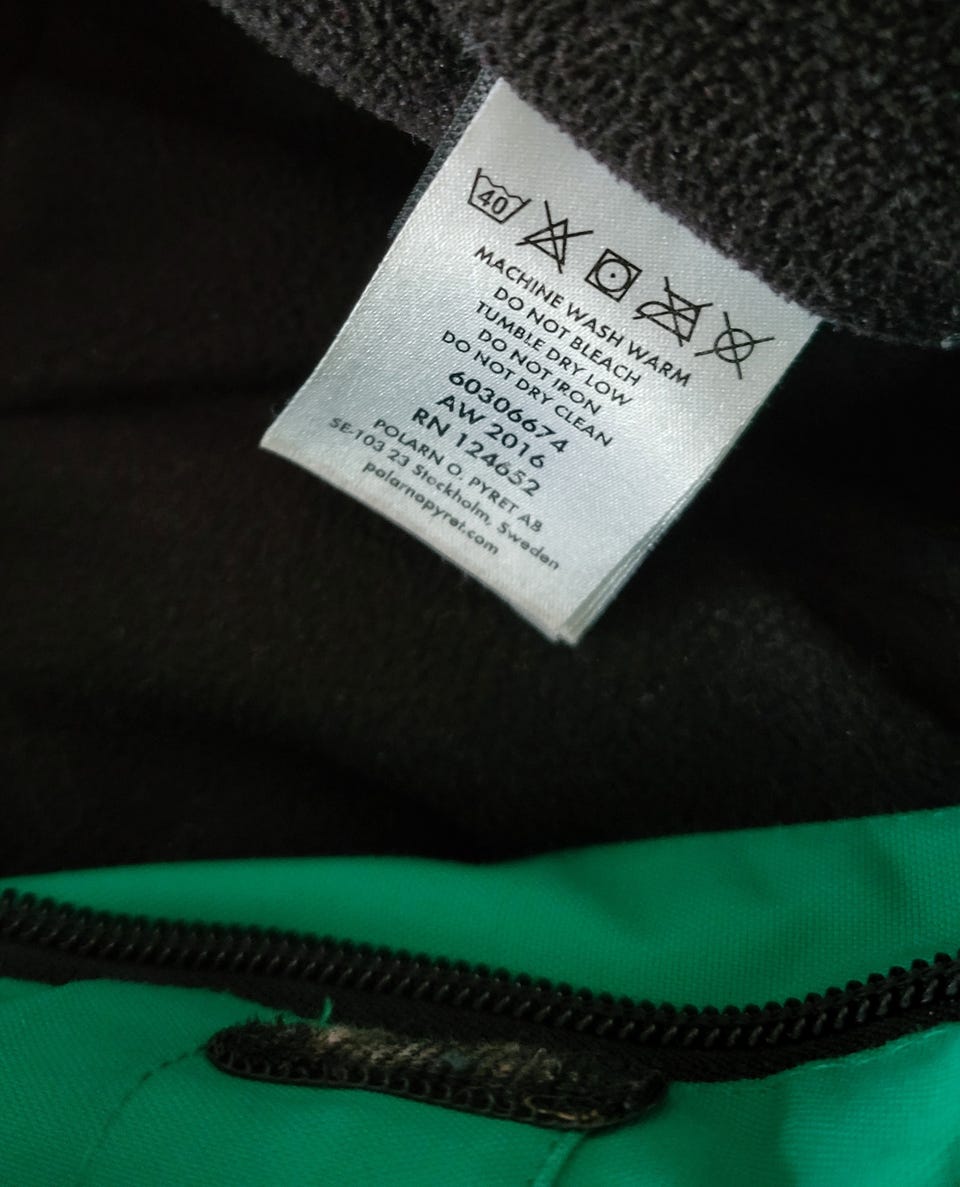 40
MACHINE WASH WARM
DO NOT BLEACH
TUMBLE DRY LOW
DO NOT IRON
DO NOT DRY CLEAN
60306674
AW 2016
RN 124652
POLARN O. PYRET AB
SE-103 23 Stockholm, Sweden
polarnopyret.com